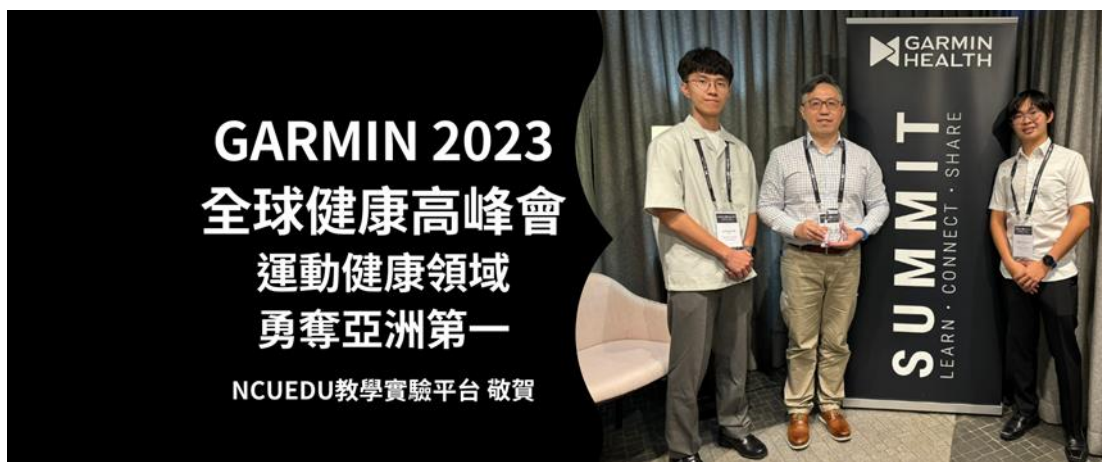 GARMIN 2023
全球健康高峰會
運動健康領域
勇奪亞洲第一
NCUEDU教學實驗平台 敬賀
GARMIN
HEALTH
SUMMIT
LEARN · CONNECT · SHARE